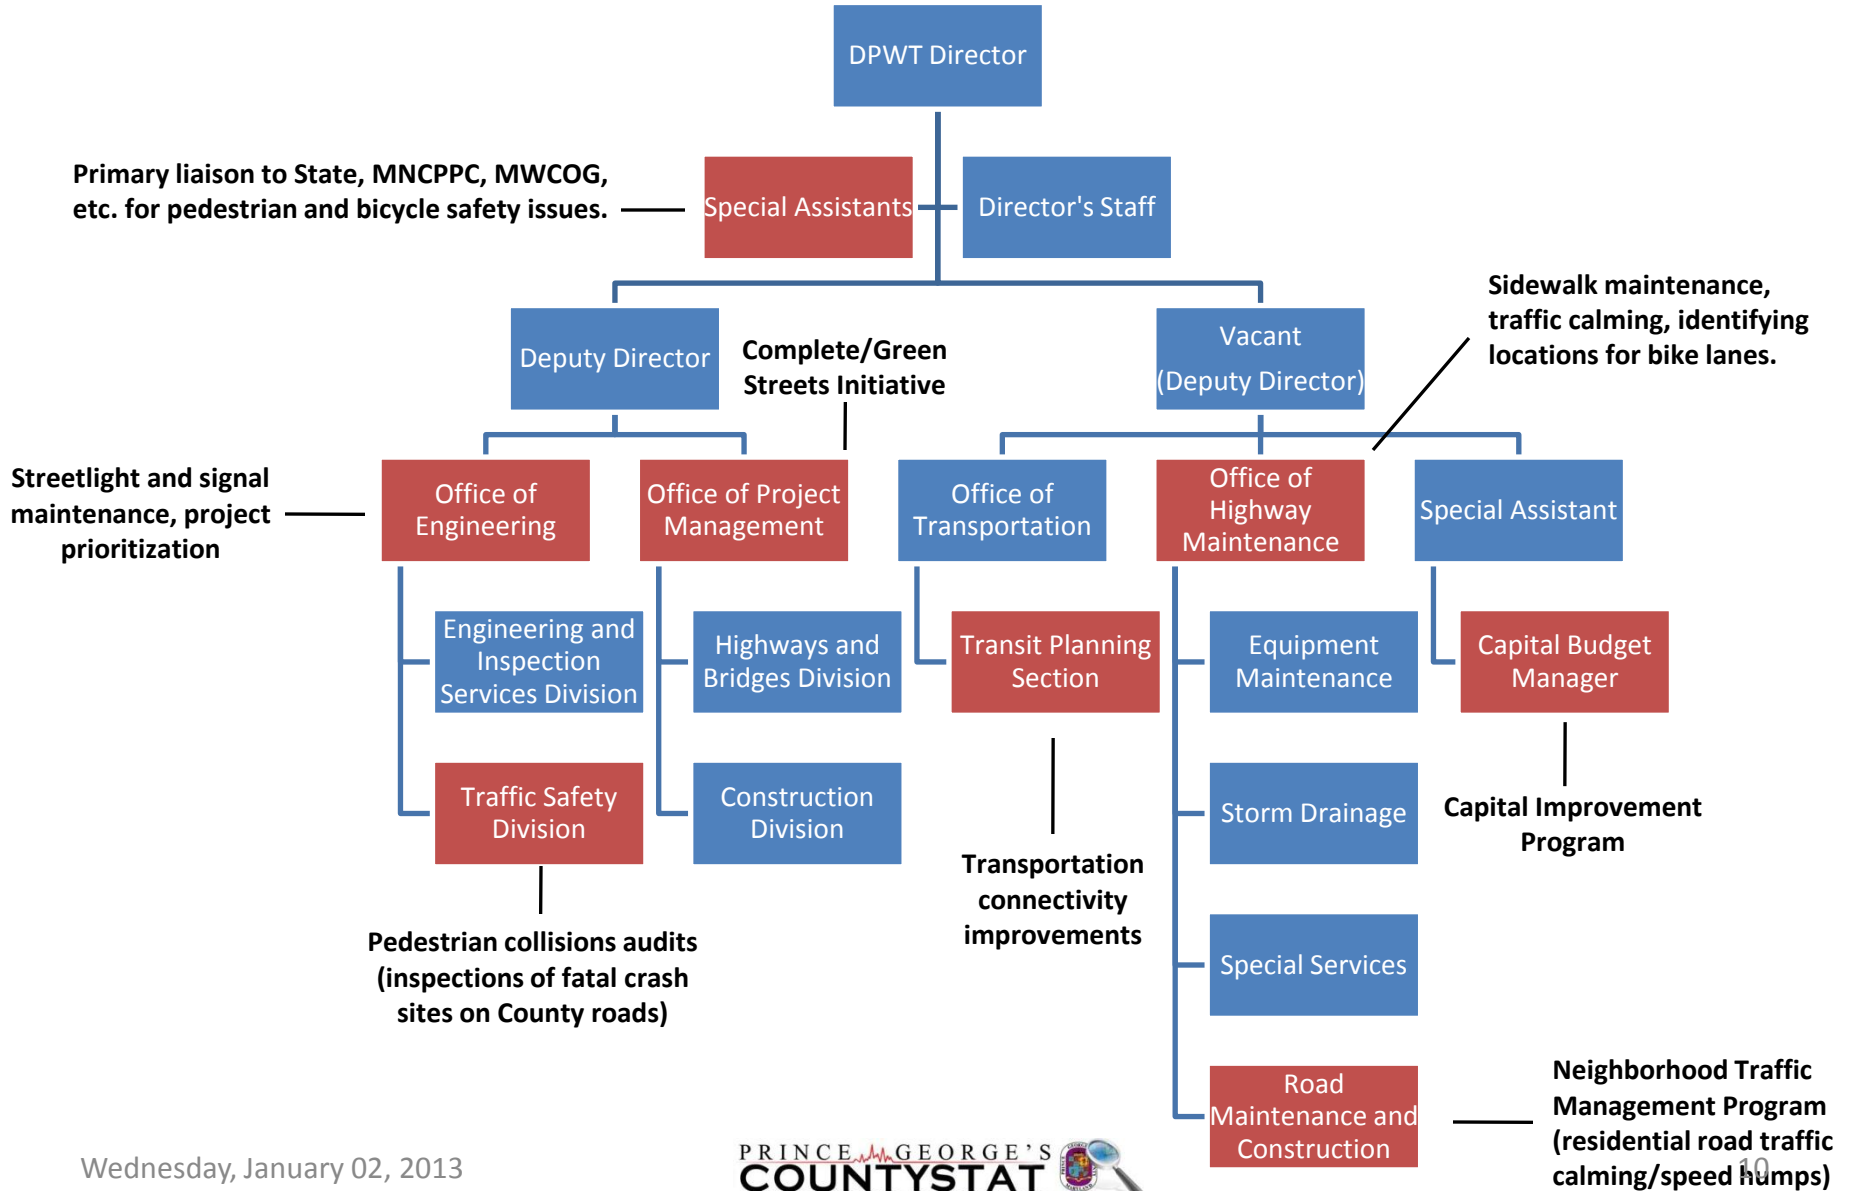 DPWT Director
Primary liaison to State, MNCPPC, MWCOG,
etc. for pedestrian and bicycle safety issues.
Special Assistants
Director's Staff
Sidewalk maintenance,
traffic calming, identifying
locations for bike lanes.
Deputy Director
Complete/Green
Streets Initiative
Vacant
(Deputy Director)
Streetlight and signal
maintenance, project
prioritization
Office of
Engineering
Office of Project
Management
Office of
Transportation
Office of
Highway
Maintenance
Special Assistant
Engineering and
Inspection
Services Division
Highways and
Bridges Division
Transit Planning
Section
Equipment
Maintenance
Capital Budget
Manager
Traffic Safety
Division
Construction
Division
Storm Drainage
Capital Improvement
Program
Transportation
connectivity
improvements
Pedestrian collisions audits
(inspections of fatal crash
sites on County roads)
Special Services
Road
Maintenance and
Construction
Neighborhood Traffic
Management Program
(residential road traffic
calming/speed humps)
Wednesday, January 02, 2013
PRINCE GEORGE'S
COUNTYSTAT
10